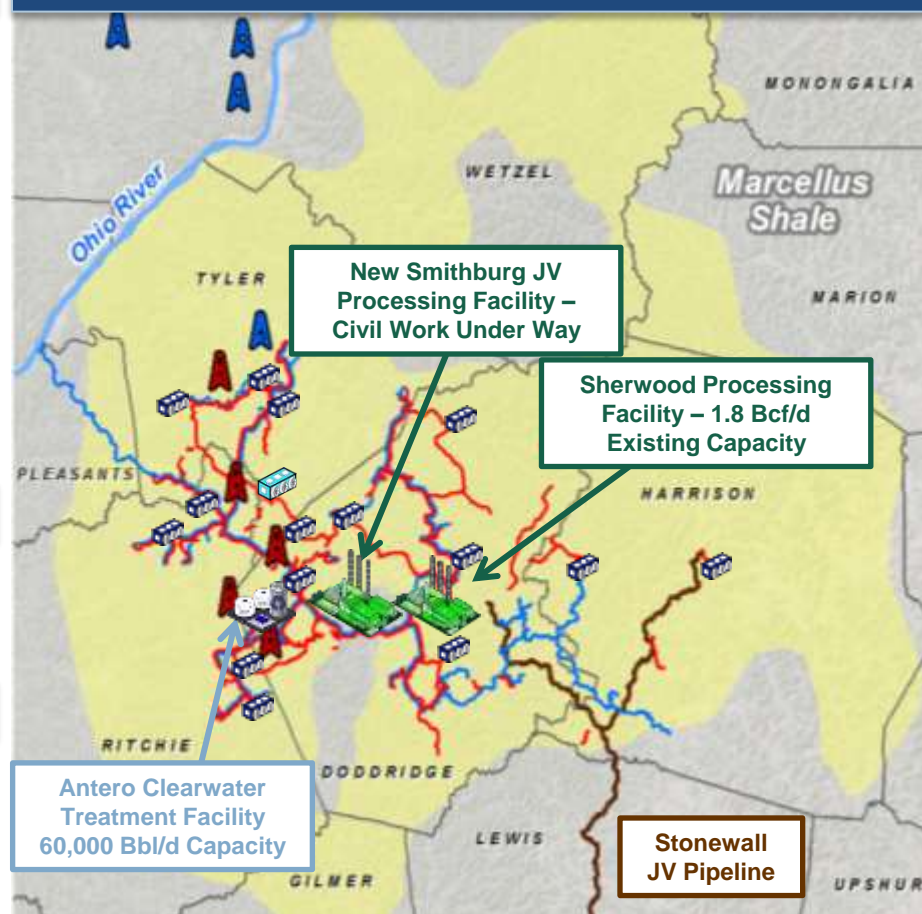 MONONGALIA
WETZEL
Marcellus
Shale
Ohio River
TYLER
MARION
New Smithburg JV
Processing Facility –
Civil Work Under Way
Sherwood Processing
Facility – 1.8 Bcf/d
Existing Capacity
PLEASANTS
HARRISON
RITCHIE
DODDRIDGE
Antero Clearwater
Treatment Facility
60,000 Bbl/d Capacity
LEWIS
Stonewall
JV Pipeline
GILMER
UPSHUR